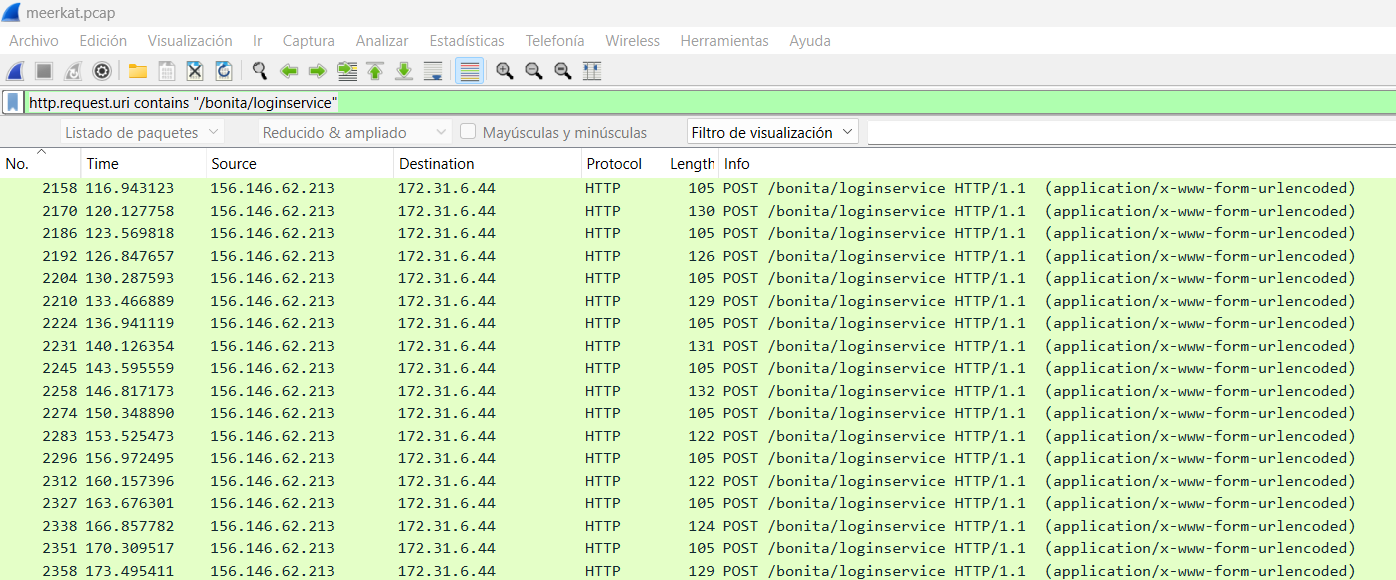 meerkat.pcap
Archivo Edición Visualización Ir Captura Analizar Estadísticas Telefonía Wireless Herramientas Ayuda
http.request.uri contains "/bonita/loginservice"
Listado de paquetes Reducido & ampliado Mayúsculas y minúsculas Filtro de visualización
No. Time Source Destination Protocol Length Info
2158 116.943123 156.146.62.213 172.31.6.44 HTTP 105 POST /bonita/loginservice HTTP/1.1 (application/x-www-form-urlencoded)
2170 120.127758 156.146.62.213 172.31.6.44 HTTP 130 POST /bonita/loginservice HTTP/1.1 (application/x-www-form-urlencoded)
2186 123.569818 156.146.62.213 172.31.6.44 HTTP 105 POST /bonita/loginservice HTTP/1.1 (application/x-www-form-urlencoded)
2192 126.847657 156.146.62.213 172.31.6.44 HTTP 126 POST /bonita/loginservice HTTP/1.1 (application/x-www-form-urlencoded)
2204 130.287593 156.146.62.213 172.31.6.44 HTTP 105 POST /bonita/loginservice HTTP/1.1 (application/x-www-form-urlencoded)
2210 133.466889 156.146.62.213 172.31.6.44 HTTP 129 POST /bonita/loginservice HTTP/1.1 (application/x-www-form-urlencoded)
2224 136.941119 156.146.62.213 172.31.6.44 HTTP 105 POST /bonita/loginservice HTTP/1.1 (application/x-www-form-urlencoded)
2231 140.126354 156.146.62.213 172.31.6.44 HTTP 131 POST /bonita/loginservice HTTP/1.1 (application/x-www-form-urlencoded)
2245 143.595559 156.146.62.213 172.31.6.44 HTTP 105 POST /bonita/loginservice HTTP/1.1 (application/x-www-form-urlencoded)
2258 146.817173 156.146.62.213 172.31.6.44 HTTP 132 POST /bonita/loginservice HTTP/1.1 (application/x-www-form-urlencoded)
2274 150.348890 156.146.62.213 172.31.6.44 HTTP 105 POST /bonita/loginservice HTTP/1.1 (application/x-www-form-urlencoded)
2283 153.525473 156.146.62.213 172.31.6.44 HTTP 122 POST /bonita/loginservice HTTP/1.1 (application/x-www-form-urlencoded)
2296 156.972495 156.146.62.213 172.31.6.44 HTTP 105 POST /bonita/loginservice HTTP/1.1 (application/x-www-form-urlencoded)
2312 160.157396 156.146.62.213 172.31.6.44 HTTP 122 POST /bonita/loginservice HTTP/1.1 (application/x-www-form-urlencoded)
2327 163.676301 156.146.62.213 172.31.6.44 HTTP 105 POST /bonita/loginservice HTTP/1.1 (application/x-www-form-urlencoded)
2338 166.857782 156.146.62.213 172.31.6.44 HTTP 124 POST /bonita/loginservice HTTP/1.1 (application/x-www-form-urlencoded)
2351 170.309517 156.146.62.213 172.31.6.44 HTTP 105 POST /bonita/loginservice HTTP/1.1 (application/x-www-form-urlencoded)
2358 173.495411 156.146.62.213 172.31.6.44 HTTP 129 POST /bonita/loginservice HTTP/1.1 (application/x-www-form-urlencoded)